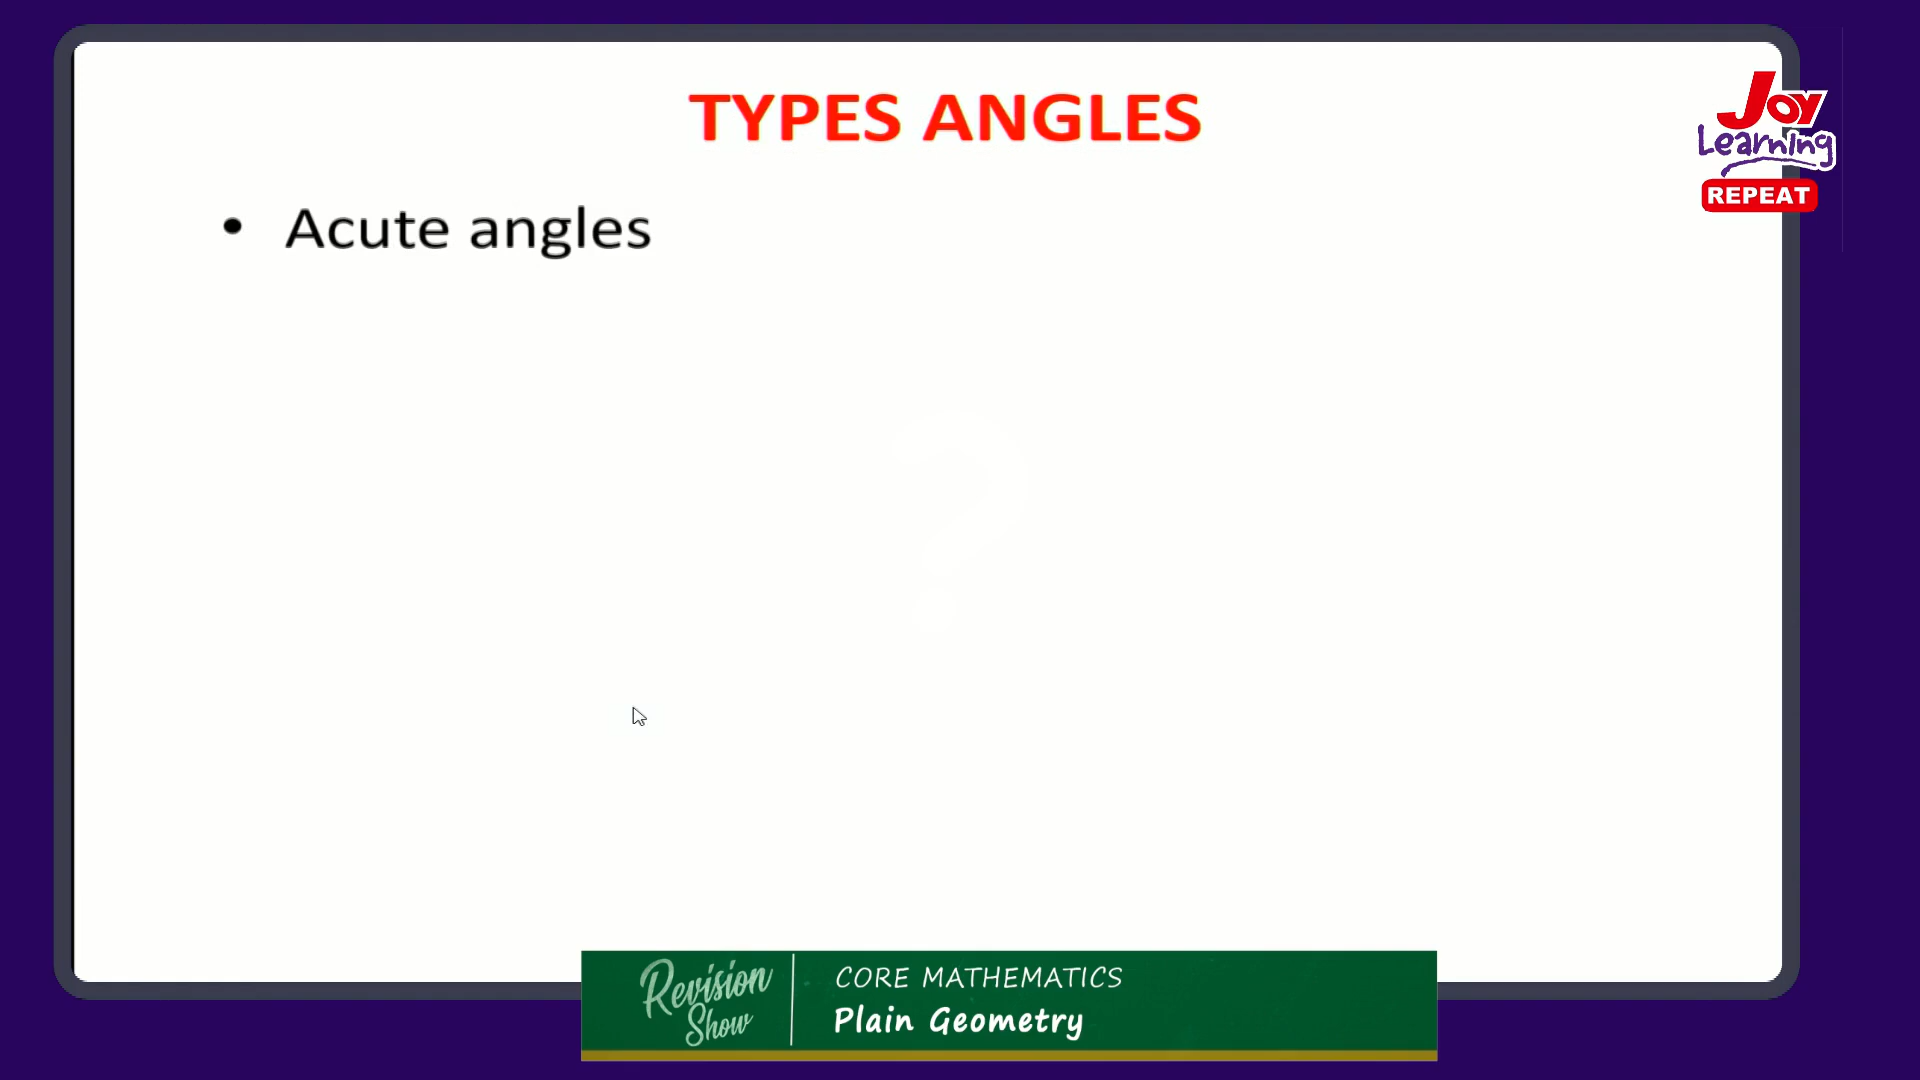 TYPES ANGLES
Joy
Learning
REPEAT
• Acute angles
Revision
Show
CORE MATHEMATICS
Plain Geometry